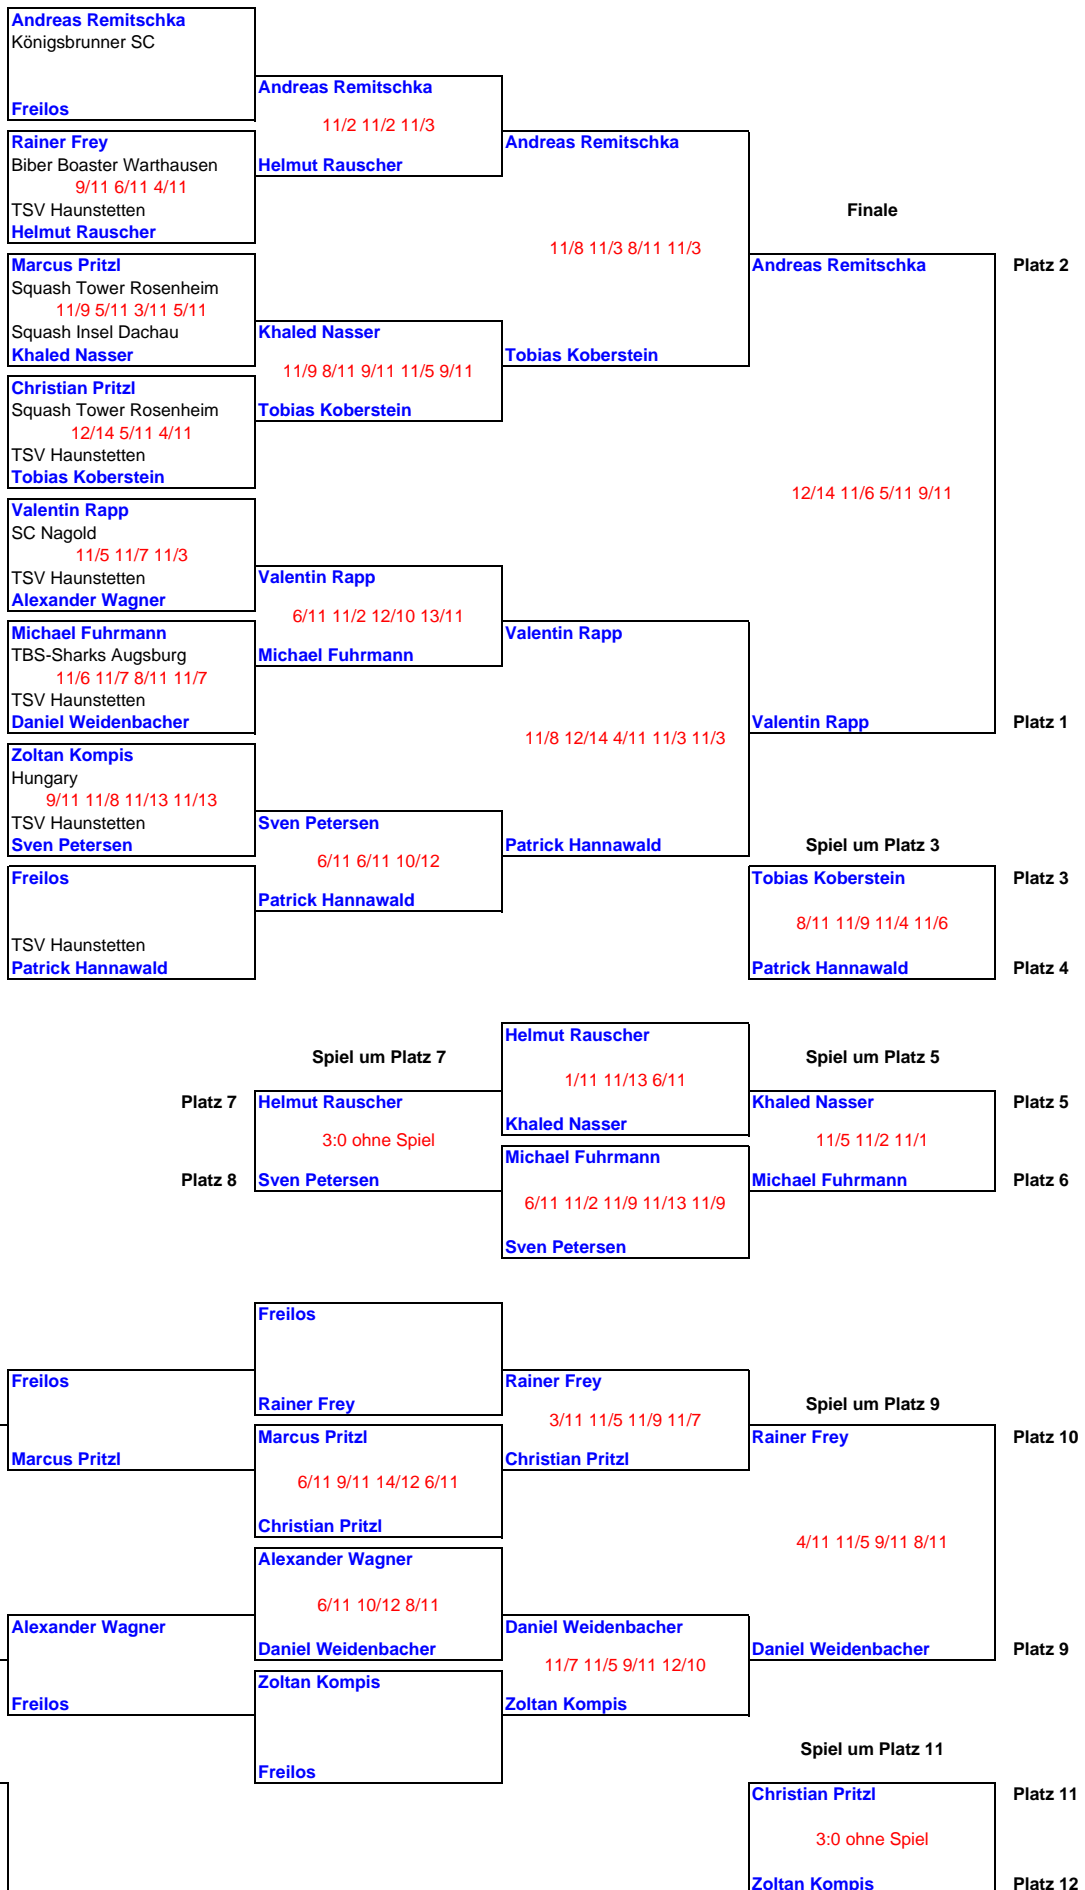 Andreas Remitschka
Königsbrunner SC
Freilos
Rainer Frey
Biber Boaster Warthausen
9/11 6/11 4/11
TSV Haunstetten
Helmut Rauscher
Marcus Pritzl
Squash Tower Rosenheim
11/9 5/11 3/11 5/11
Squash Insel Dachau
Khaled Nasser
Christian Pritzl
Squash Tower Rosenheim
12/14 5/11 4/11
TSV Haunstetten
Tobias Koberstein
Valentin Rapp
SC Nagold
11/5 11/7 11/3
TSV Haunstetten
Alexander Wagner
Michael Fuhrmann
TBS-Sharks Augsburg
11/6 11/7 8/11 11/7
TSV Haunstetten
Daniel Weidenbacher
Zoltan Kompis
Hungary
9/11 11/8 11/13 11/13
TSV Haunstetten
Sven Petersen
Freilos
TSV Haunstetten
Patrick Hannawald
Andreas Remitschka
11/2 11/2 11/3
Helmut Rauscher
Khaled Nasser
11/9 8/11 9/11 11/5 9/11
Tobias Koberstein
Valentin Rapp
6/11 11/2 12/10 13/11
Michael Fuhrmann
Sven Petersen
6/11 6/11 10/12
Patrick Hannawald
Andreas Remitschka
11/8 11/3 8/11 11/3
Tobias Koberstein
Valentin Rapp
11/8 12/14 4/11 11/3 11/3
Patrick Hannawald
Finale
Andreas Remitschka Platz 2
12/14 11/6 5/11 9/11
Valentin Rapp Platz 1
Spiel um Platz 3
Tobias Koberstein Platz 3
8/11 11/9 11/4 11/6
Patrick Hannawald Platz 4
Spiel um Platz 7
Platz 7 Helmut Rauscher
3:0 ohne Spiel
Platz 8 Sven Petersen
Helmut Rauscher
1/11 11/13 6/11
Khaled Nasser
Michael Fuhrmann
6/11 11/2 11/9 11/13 11/9
Sven Petersen
Spiel um Platz 5
Khaled Nasser Platz 5
11/5 11/2 11/1
Michael Fuhrmann Platz 6
Freilos
Marcus Pritzl
Alexander Wagner
Freilos
Freilos
Rainer Frey
Marcus Pritzl
6/11 9/11 14/12 6/11
Christian Pritzl
Alexander Wagner
6/11 10/12 8/11
Daniel Weidenbacher
Zoltan Kompis
Freilos
Rainer Frey
3/11 11/5 11/9 11/7
Christian Pritzl
Daniel Weidenbacher
11/7 11/5 9/11 12/10
Zoltan Kompis
Spiel um Platz 9
Rainer Frey Platz 10
4/11 11/5 9/11 8/11
Daniel Weidenbacher Platz 9
Spiel um Platz 11
Christian Pritzl Platz 11
3:0 ohne Spiel
Zoltan Kompis Platz 12